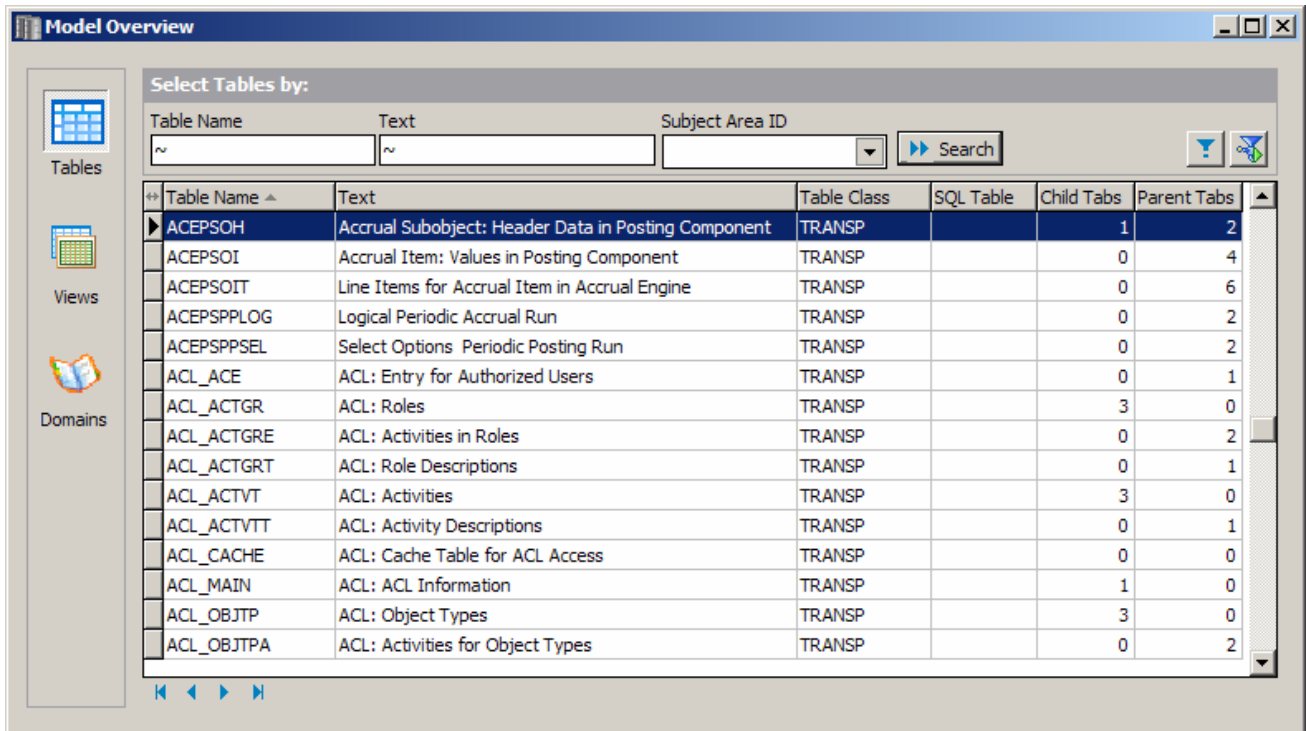 Model Overview
Select Tables by:
Table Name Text Subject Area ID
~ ~ Search
Tables
Views
Domains
Table Name Text Table Class SQL Table Child Tabs Parent Tabs
ACEPSOH Accrual Subobject: Header Data in Posting Component TRANSP 1 2
ACEPSOI Accrual Item: Values in Posting Component TRANSP 0 4
ACEPSOIT Line Items for Accrual Item in Accrual Engine TRANSP 0 6
ACEPSPPLOG Logical Periodic Accrual Run TRANSP 0 2
ACEPSPPSEL Select Options  Periodic Posting Run TRANSP 0 2
ACL_ACE ACL: Entry for Authorized Users TRANSP 0 1
ACL_ACTGR ACL: Roles TRANSP 3 0
ACL_ACTGRE ACL: Activities in Roles TRANSP 0 2
ACL_ACTGRT ACL: Role Descriptions TRANSP 0 1
ACL_ACTVT ACL: Activities TRANSP 3 0
ACL_ACTVTT ACL: Activity Descriptions TRANSP 0 1
ACL_CACHE ACL: Cache Table for ACL Access TRANSP 0 0
ACL_MAIN ACL: ACL Information TRANSP 1 0
ACL_OBJTP ACL: Object Types TRANSP 3 0
ACL_OBJTPA ACL: Activities for Object Types TRANSP 0 2